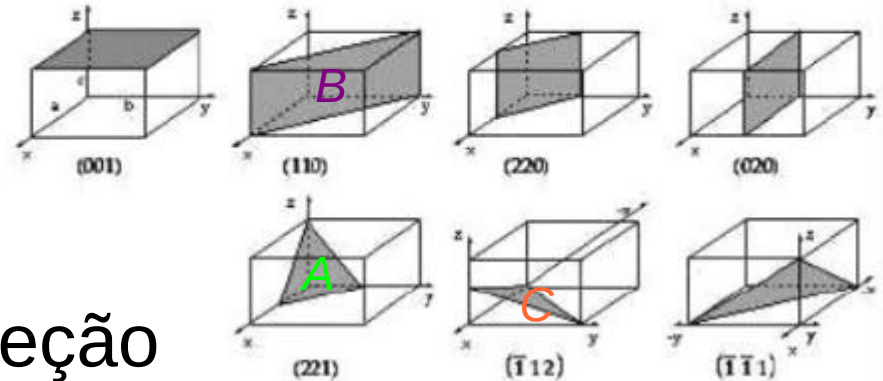 z
c
a b
y
x
(001)
z
B
y
x
(110)
z
y
x
(220)
z
y
x
(020)
z
A
y
x
(221)
z
-x
C
x y
(1̅12)
z
-x
-y y
x
(1̅1̅1)
eção